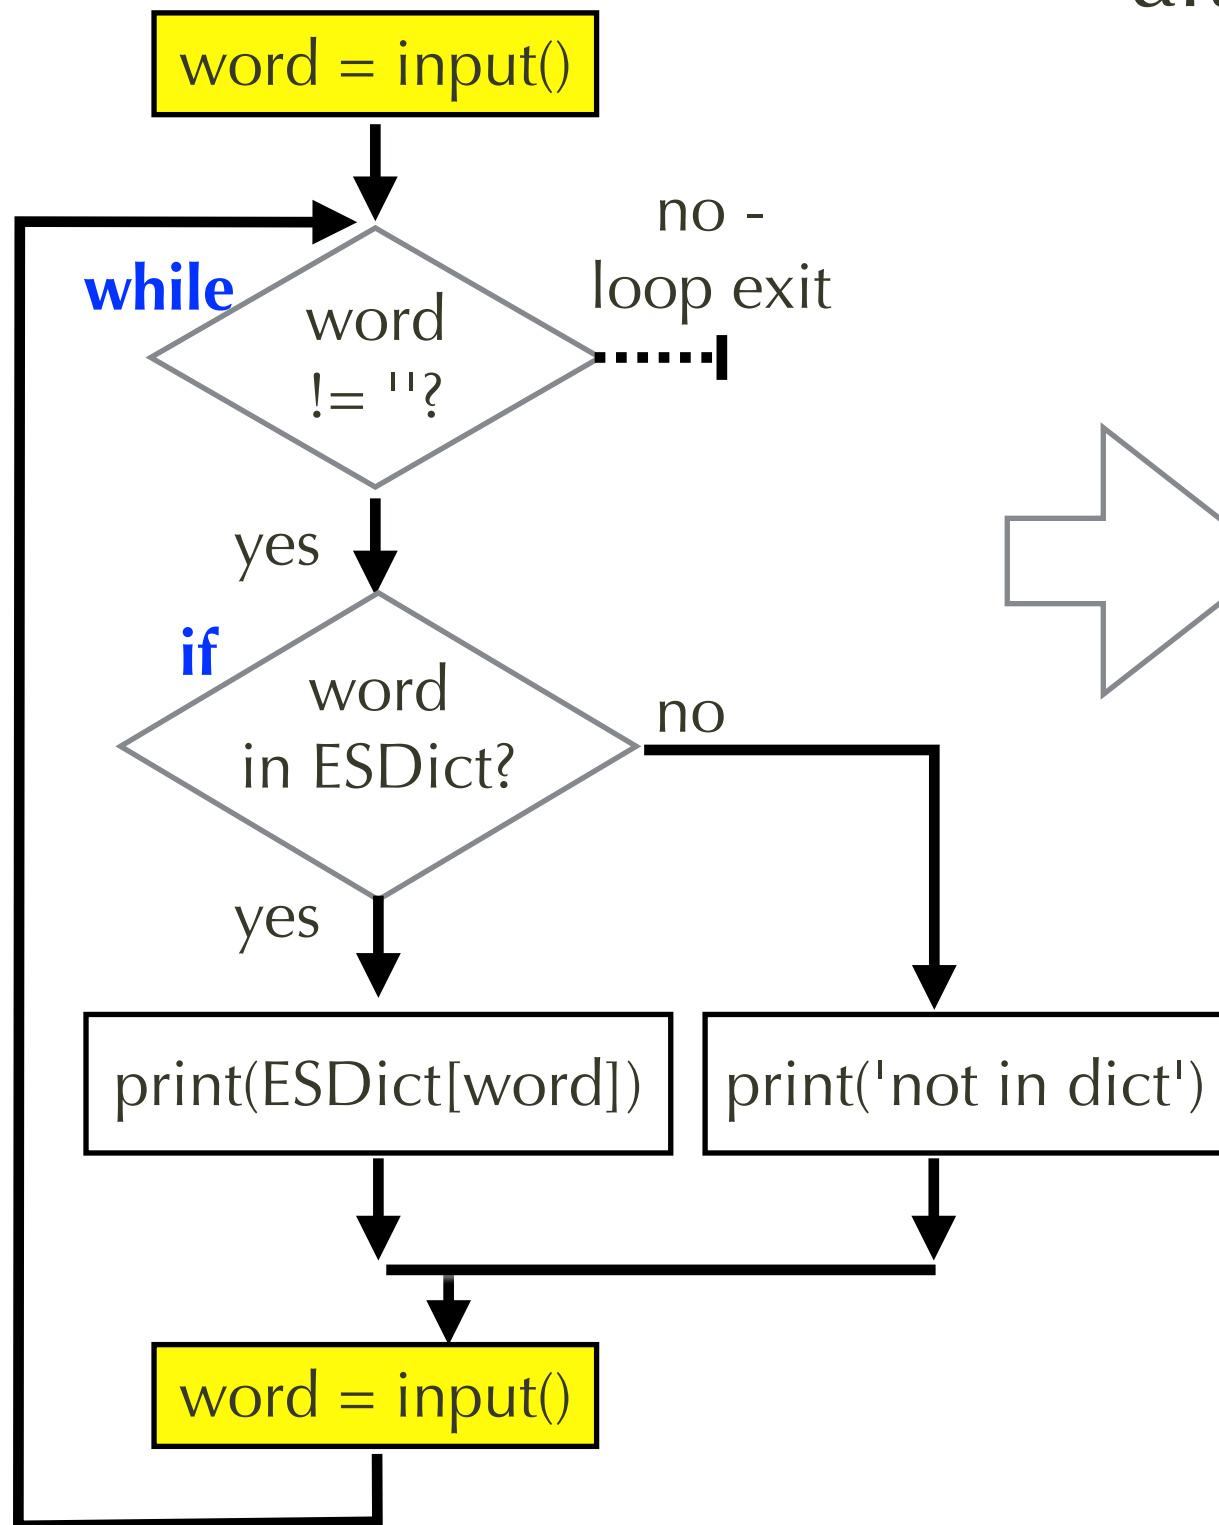 word = input()
no -
loop exit
while
word
!= ''?
yes
if
word
in ESDict?
no
yes
print(ESDict[word])
print('not in dict')
word = input()